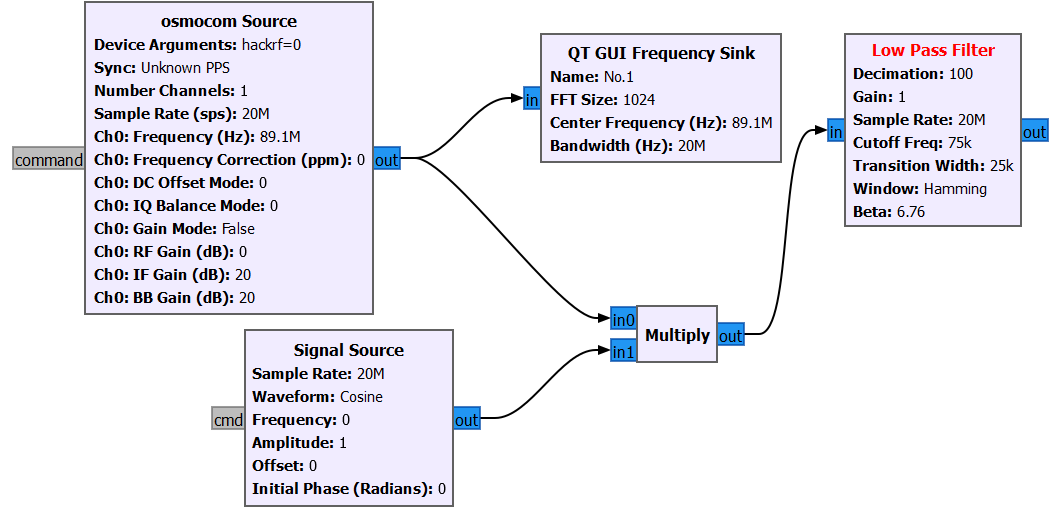 osmocom Source
Device Arguments: hackrf=0
Sync: Unknown PPS
Number Channels: 1
Sample Rate (sps): 20M
Ch0: Frequency (Hz): 89.1M
Ch0: Frequency Correction (ppm): 0
Ch0: DC Offset Mode: 0
Ch0: IQ Balance Mode: 0
Ch0: Gain Mode: False
Ch0: RF Gain (dB): 0
Ch0: IF Gain (dB): 20
Ch0: BB Gain (dB): 20
command
out
QT GUI Frequency Sink
Name: No.1
FFT Size: 1024
Center Frequency (Hz): 89.1M
Bandwidth (Hz): 20M
in
Low Pass Filter
Decimation: 100
Gain: 1
Sample Rate: 20M
Cutoff Freq: 75k
Transition Width: 25k
Window: Hamming
Beta: 6.76
in
out
Signal Source
Sample Rate: 20M
Waveform: Cosine
Frequency: 0
Amplitude: 1
Offset: 0
Initial Phase (Radians): 0
cmd
out
in0
in1
Multiply
out